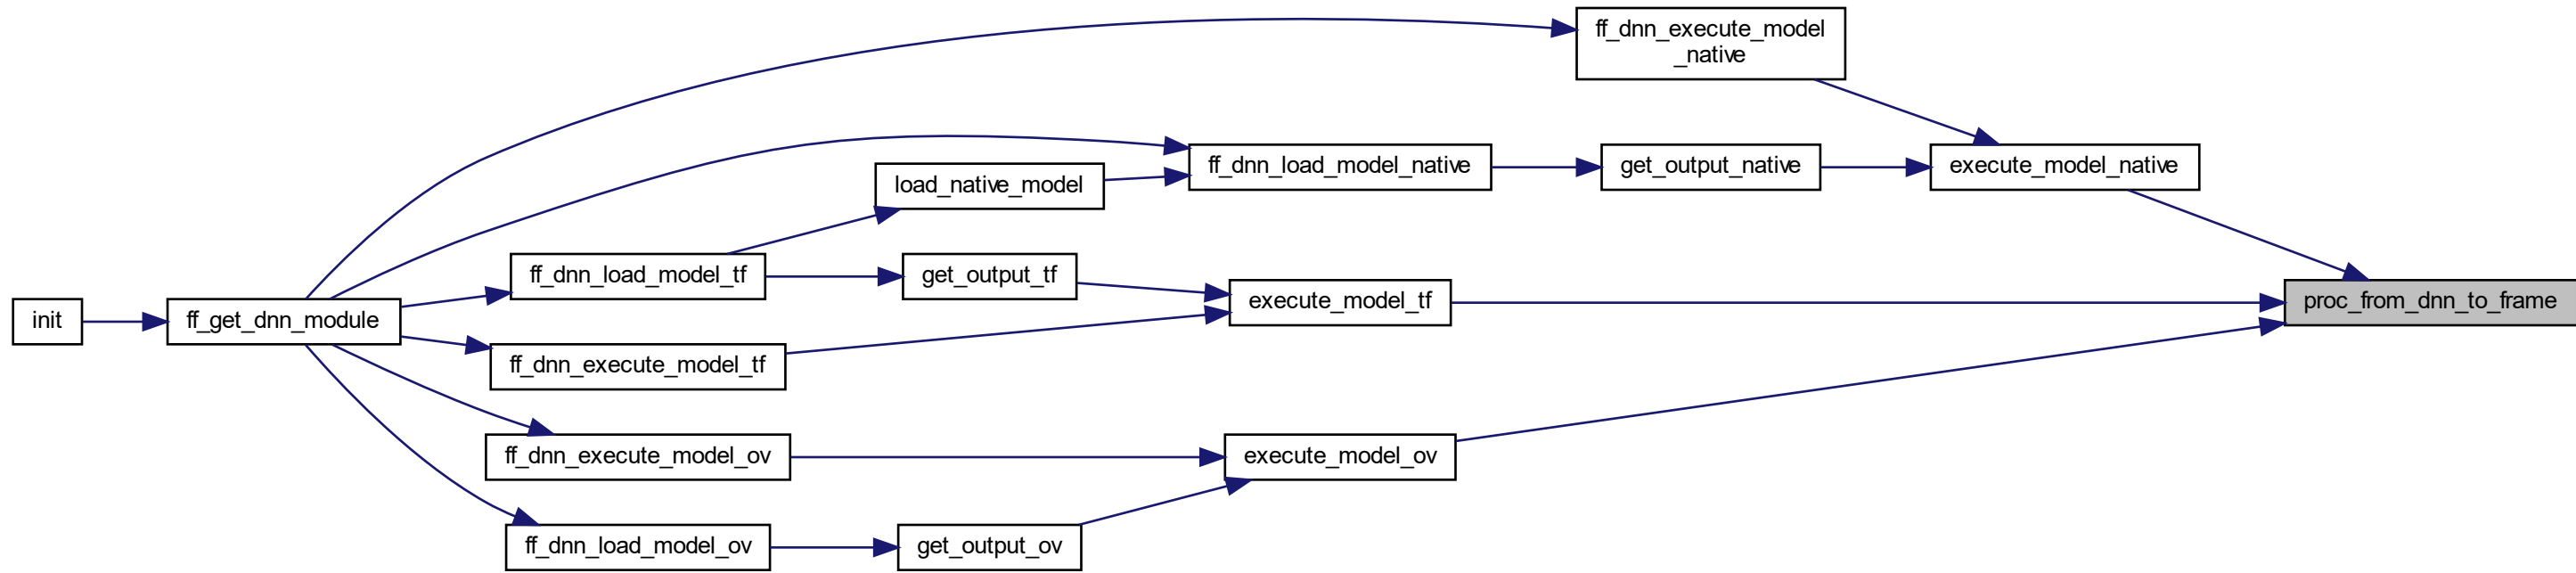 ff_dnn_execute_model
_native
ff_dnn_load_model_native
get_output_native
execute_model_native
load_native_model
ff_dnn_load_model_tf
get_output_tf
execute_model_tf
proc_from_dnn_to_frame
init
ff_get_dnn_module
ff_dnn_execute_model_tf
ff_dnn_execute_model_ov
execute_model_ov
ff_dnn_load_model_ov
get_output_ov